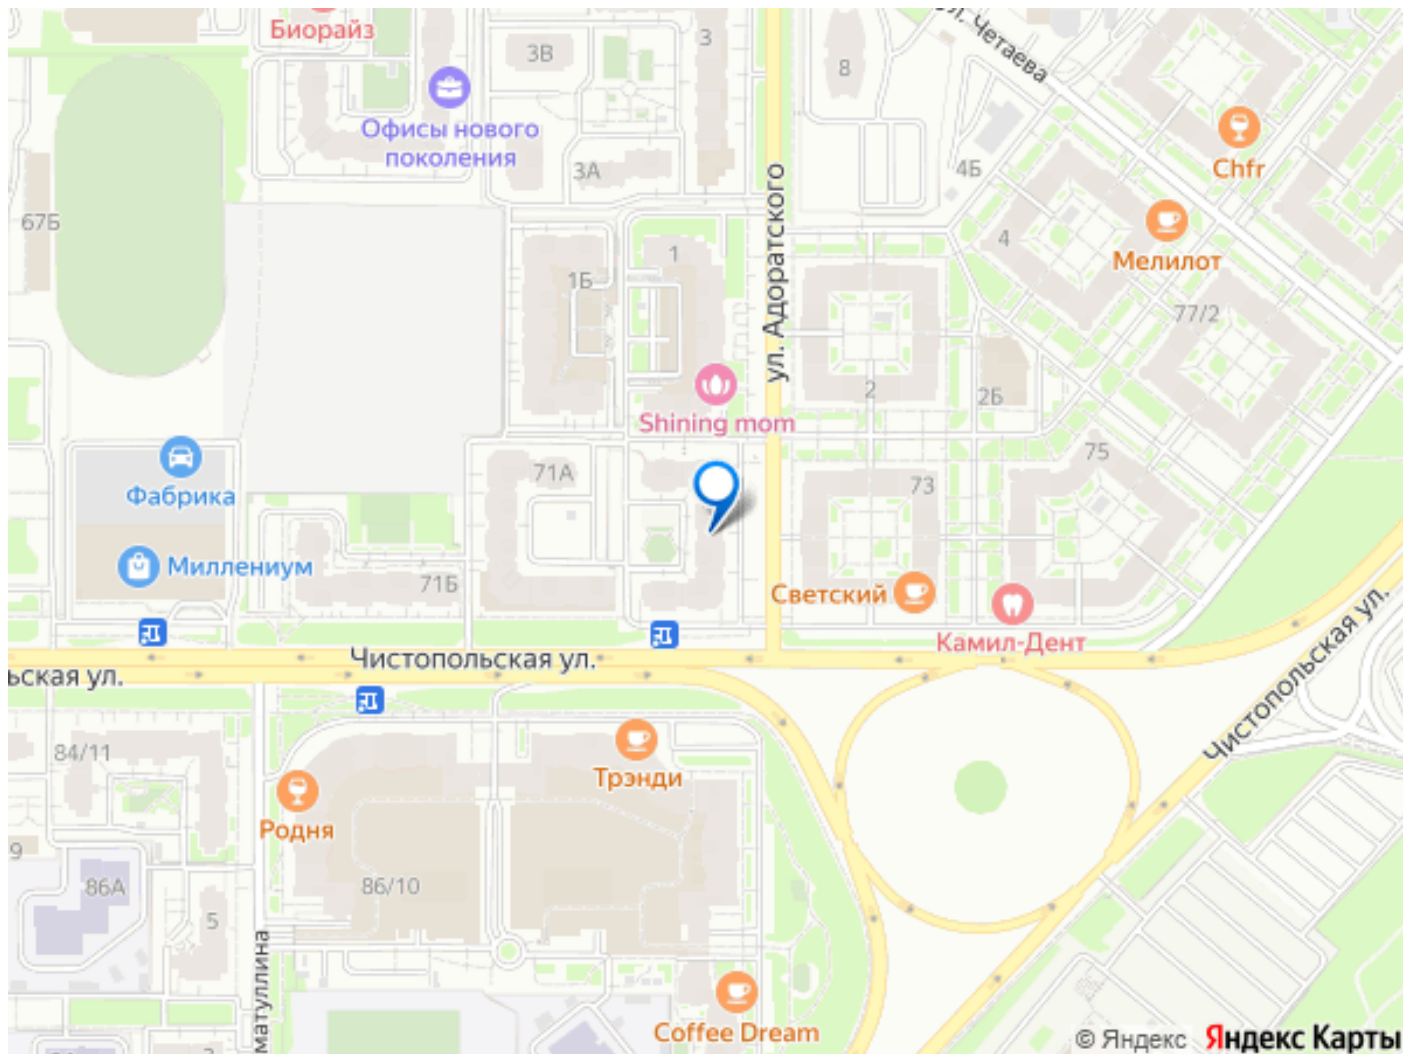 Биорайз
3В
3
8
ул. Четаева
Офисы нового
поколения
3А
4Б
Chfr
67Б
ул. Адоратского
1
1Б
4
Мелилот
77/2
2
2Б
Shining mom
71А
75
73
Фабрика
Миллениум
71Б
Светский
Камил-Дент
Чистопольская ул.
ьская ул.
Чистопольская ул.
84/11
Трэнди
Родня
9
86А
86/10
5
матуллина
Coffee Dream
© Яндекс Яндекс Карты